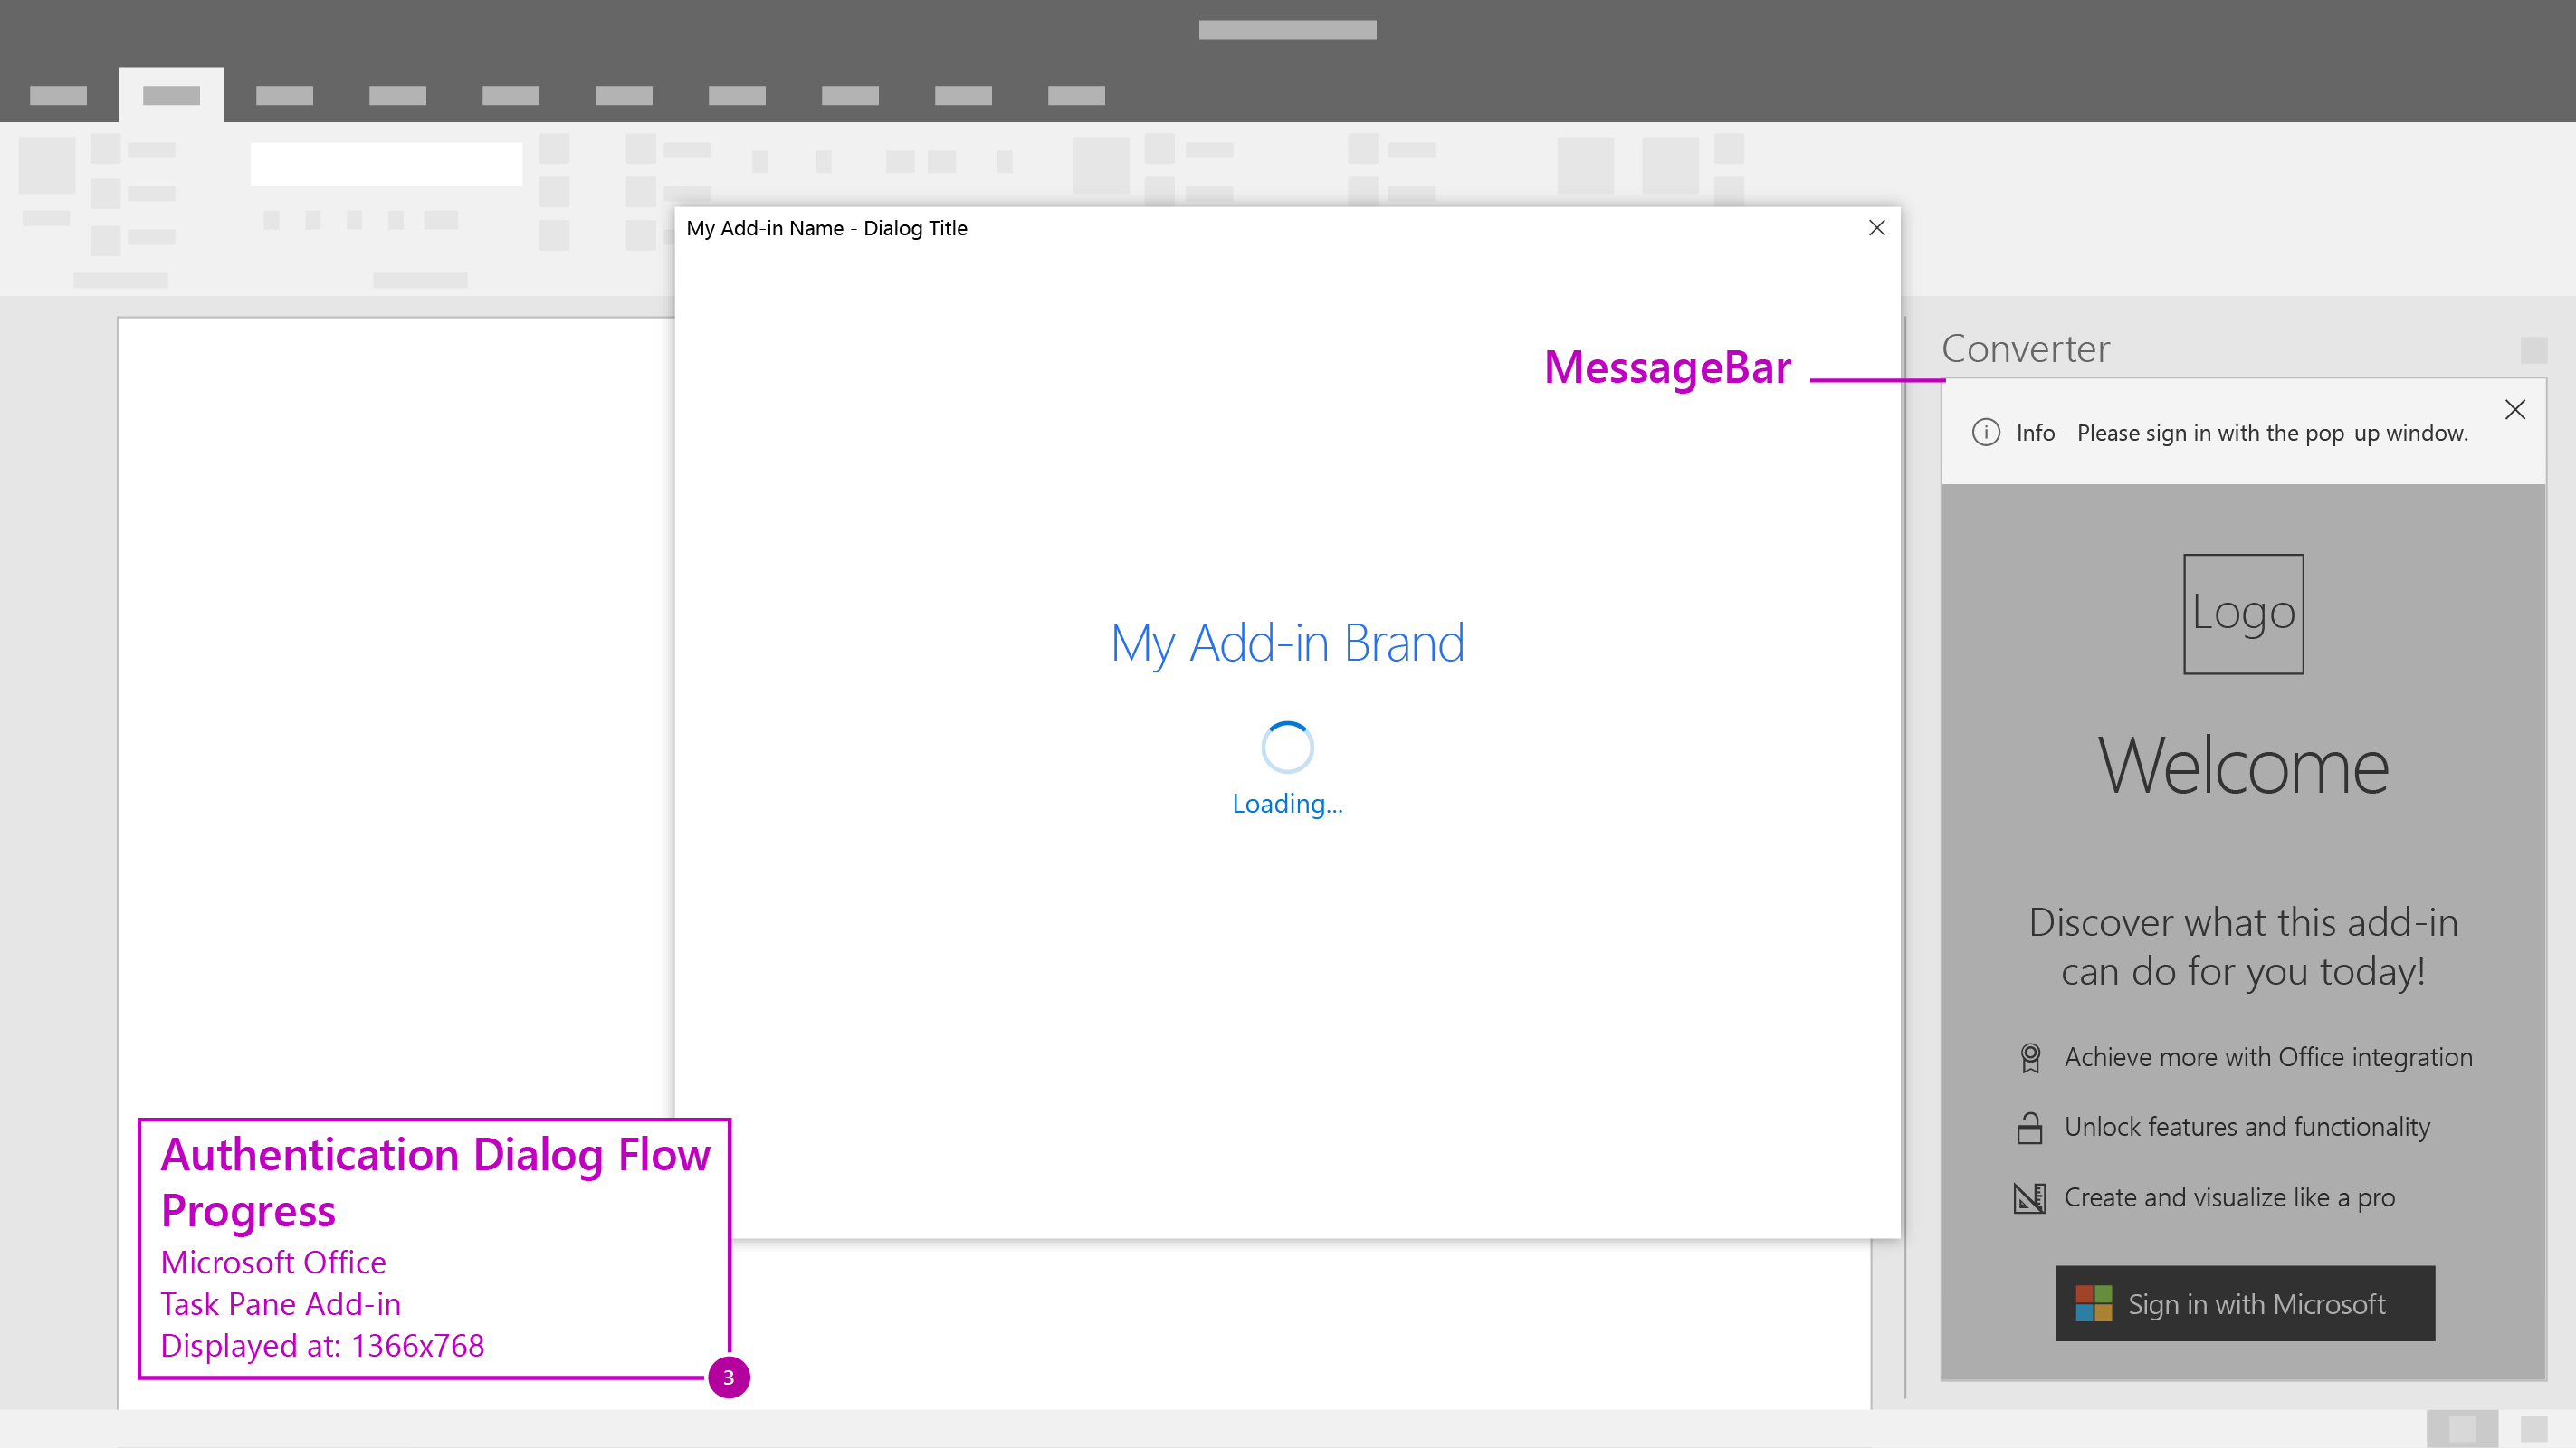 My Add-in Name - Dialog Title
MessageBar
My Add-in Brand
Loading...
Converter
Info - Please sign in with the pop-up window.
Logo
Welcome
Discover what this add-in
can do for you today!
Achieve more with Office integration
Unlock features and functionality
Create and visualize like a pro
Sign in with Microsoft
Authentication Dialog Flow
Progress
Microsoft Office
Task Pane Add-in
Displayed at: 1366x768
3